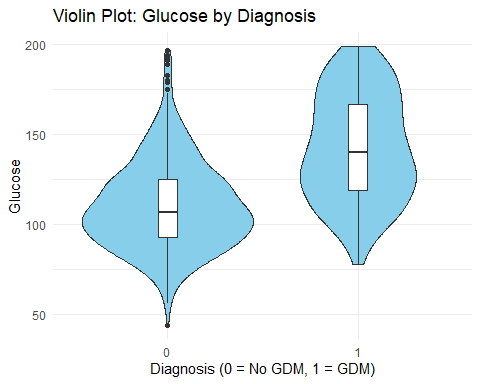 Violin Plot: Glucose by Diagnosis
200
150
100
50
Glucose
0
1
Diagnosis (0 = No GDM, 1 = GDM)